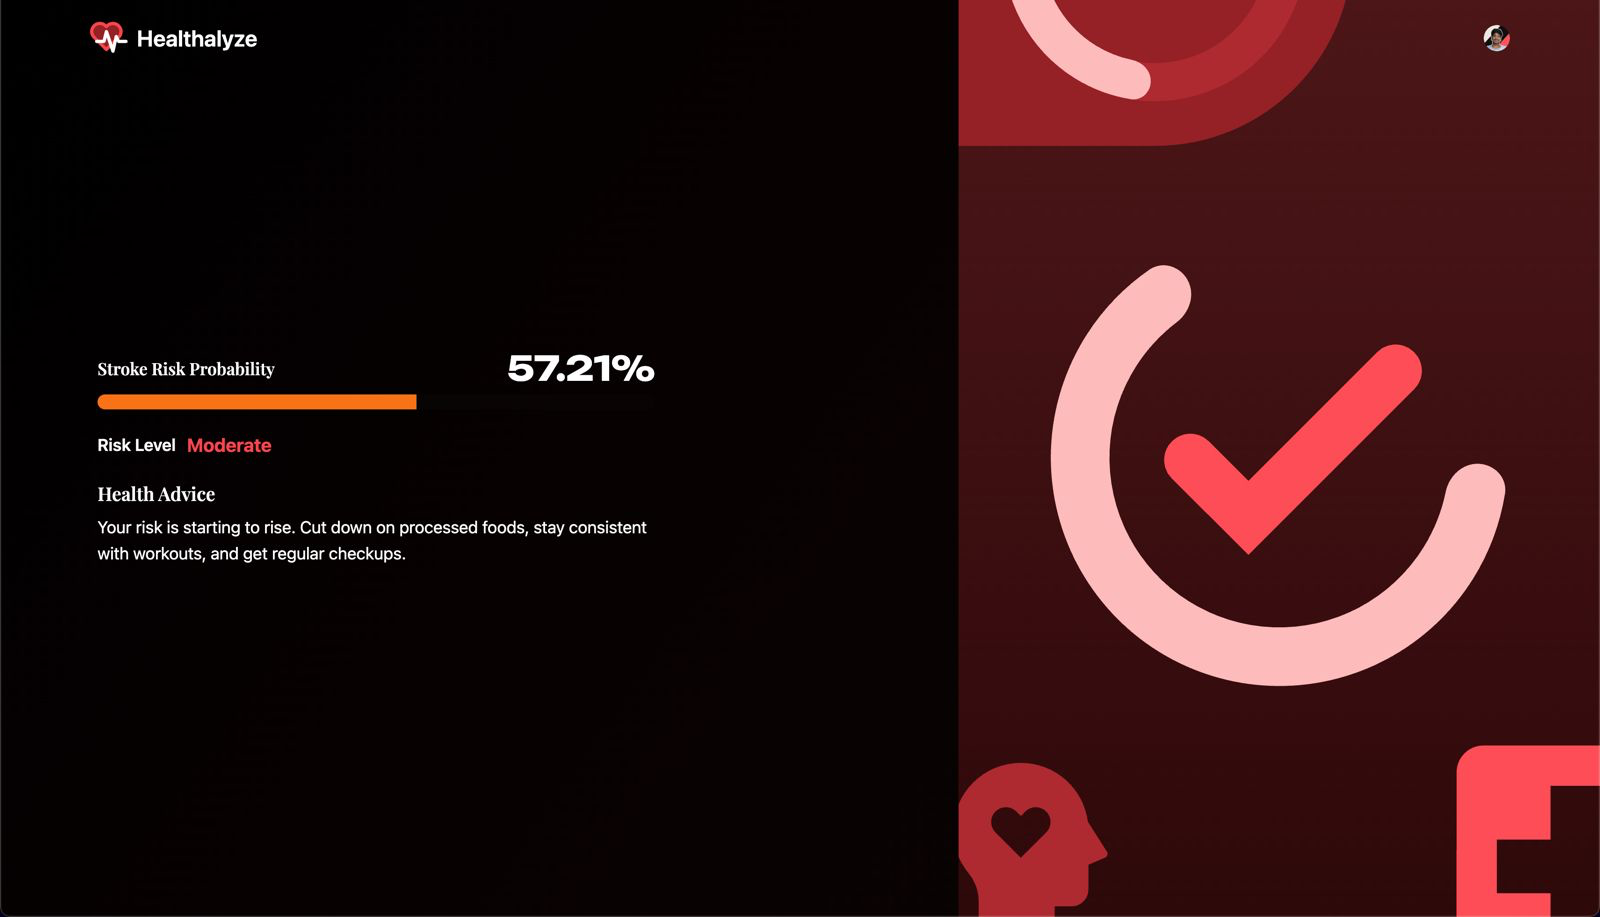 Healthalyze
Stroke Risk Probability
57.21%
Risk Level Moderate
Health Advice
Your risk is starting to rise. Cut down on processed foods, stay consistent
with workouts, and get regular checkups.